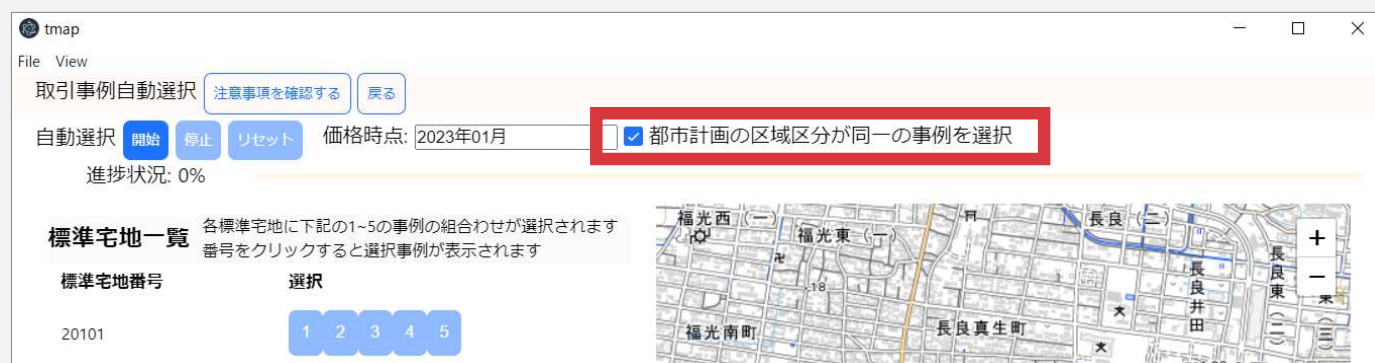 tmap
File View
取引事例自動選択 注意事項を確認する 戻る
自動選択 開始 停止 リセット 価格時点: 2023年01月 都市計画の区域区分が同一の事例を選択
進捗状況: 0%
標準宅地一覧 各標準宅地に下記の1~5の事例の組合わせが選択されます
番号をクリックすると選択事例が表示されます
標準宅地番号 選択
20101 1 2 3 4 5
福光西(一)
福光東(一)
長良(二)
+
−
長良東(二)
長良井田
東(三)
18
福光南町
長良真生町